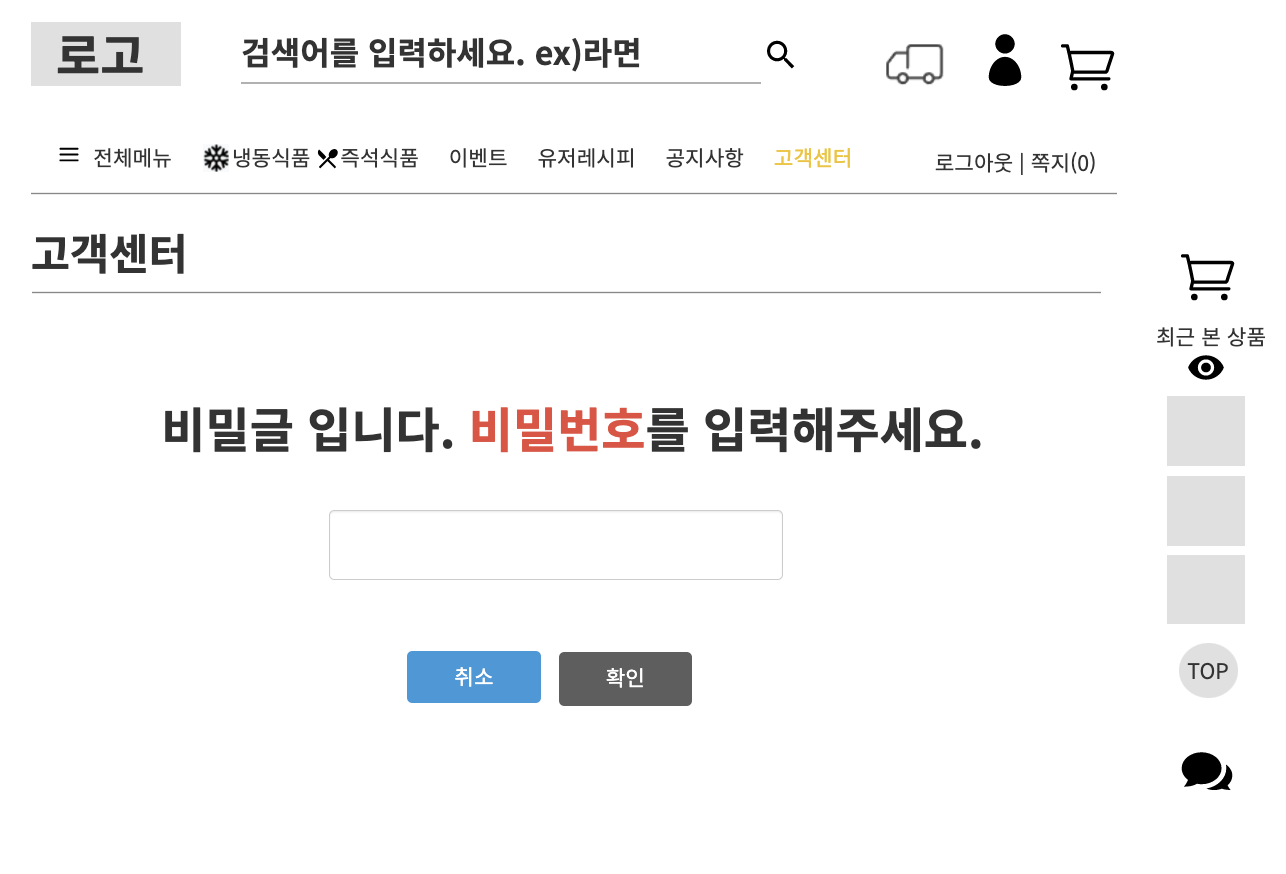 로고
검색어를 입력하세요. ex)라면
전체메뉴 냉동식품 즉석식품 이벤트 유저레시피 공지사항 고객센터 로그아웃 | 쪽지(0)
고객센터
최근 본 상품
비밀글 입니다. 비밀번호를 입력해주세요.
취소 확인
TOP